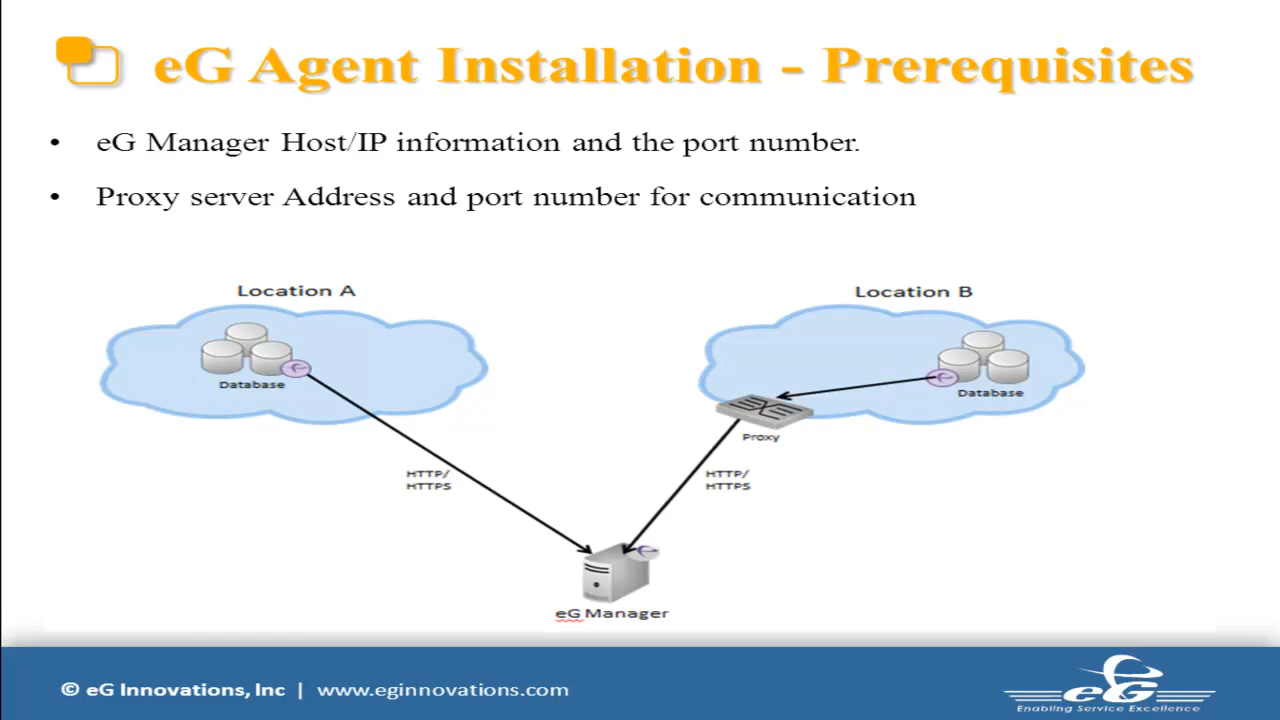 eG Agent Installation - Prerequisites
• eG Manager Host/IP information and the port number.
• Proxy server Address and port number for communication
Location A
Location B
Database
Database
Proxy
HTTP/
HTTPS
HTTP/
HTTPS
eG Manager
© eG Innovations, Inc | www.eginnovations.com
eG
Enabling Service Excellence